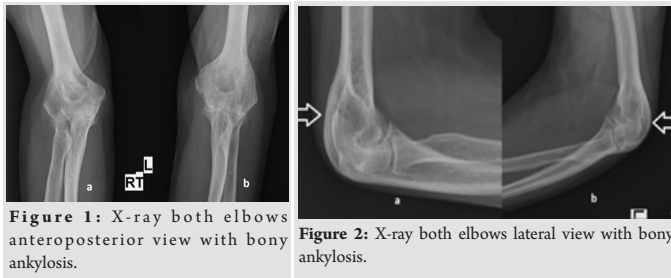 a
RT
L
b
Figure 1: X-ray both elbows
anteroposterior view with bony
ankylosis.
a
b
Figure 2: X-ray both elbows lateral view with bony
ankylosis.